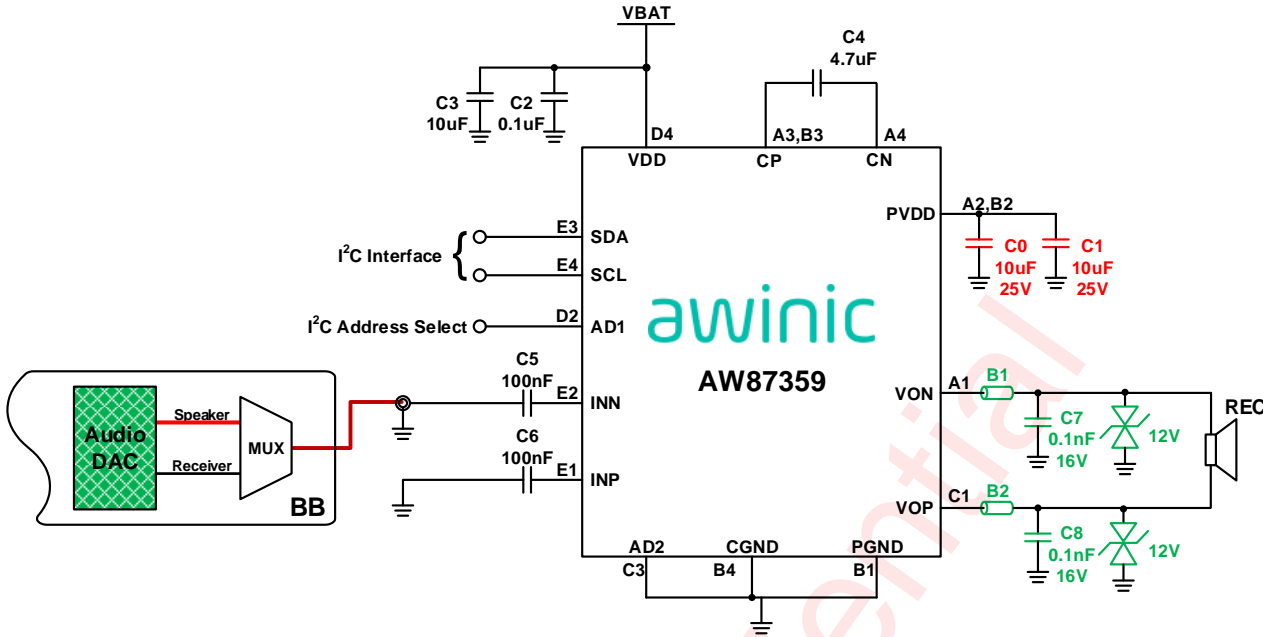 VBAT
C4
4.7uF
C3
10uF
C2
0.1uF
D4
A3,B3
A4
VDD
CP
CN
PVDD
A2,B2
C0
10uF
25V
C1
10uF
25V
I²C Interface
{
E3
SDA
E4
SCL
I²C Address Select
D2
AD1
awinic
AW87359
C5
100nF
E2
INN
C6
100nF
E1
INP
Speaker
Audio
DAC
MUX
Receiver
BB
VON
A1
B1
C7
0.1nF
16V
12V
REC
VOP
C1
B2
C8
0.1nF
16V
12V
AD2
CGND
PGND
C3
B4
B1
ential